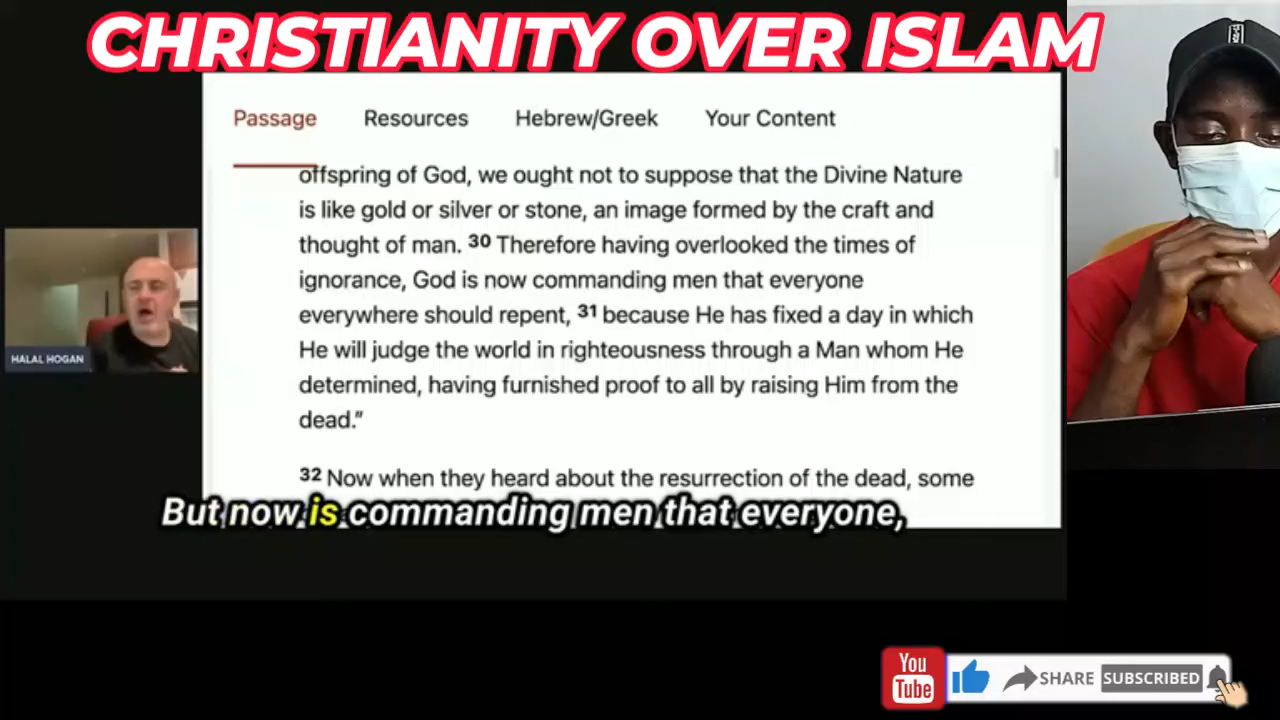 CHRISTIANITY OVER ISLAM
Passage Resources Hebrew/Greek Your Content
offspring of God, we ought not to suppose that the Divine Nature
is like gold or silver or stone, an image formed by the craft and
thought of man. 30 Therefore having overlooked the times of
ignorance, God is now commanding men that everyone
everywhere should repent, 31 because He has fixed a day in which
He will judge the world in righteousness through a Man whom He
determined, having furnished proof to all by raising Him from the
dead.”
HALAL HOGAN
32 Now when they heard about the resurrection of the dead, some
But now is commanding men that everyone,
You
Tube
SHARE SUBSCRIBED